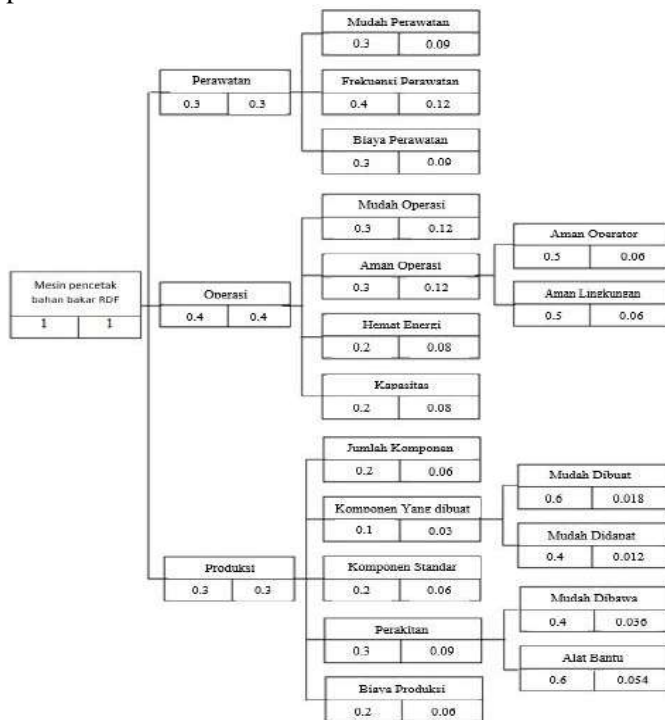 Mesin pencetak
bahan bakar RDF
1 1
Perawatan
0.3 0.3
Mudah Perawatan
0.3 0.09
Frekuensi Perawatan
0.4 0.12
Biaya Perawatan
0.3 0.09
Operasi
0.4 0.4
Mudah Operasi
0.3 0.12
Aman Operasi
0.3 0.12
Aman Operator
0.5 0.06
Aman Lingkungan
0.5 0.06
Hemat Energi
0.2 0.08
Kapasitas
0.2 0.08
Produksi
0.3 0.3
Jumlah Komponen
0.2 0.06
Komponen Yang dibuat
0.1 0.03
Mudah Dibuat
0.6 0.018
Mudah Didapat
0.4 0.012
Komponen Standar
0.2 0.06
Perakitan
0.3 0.09
Mudah Dibawa
0.4 0.036
Alat Bantu
0.6 0.054
Biaya Produksi
0.2 0.06